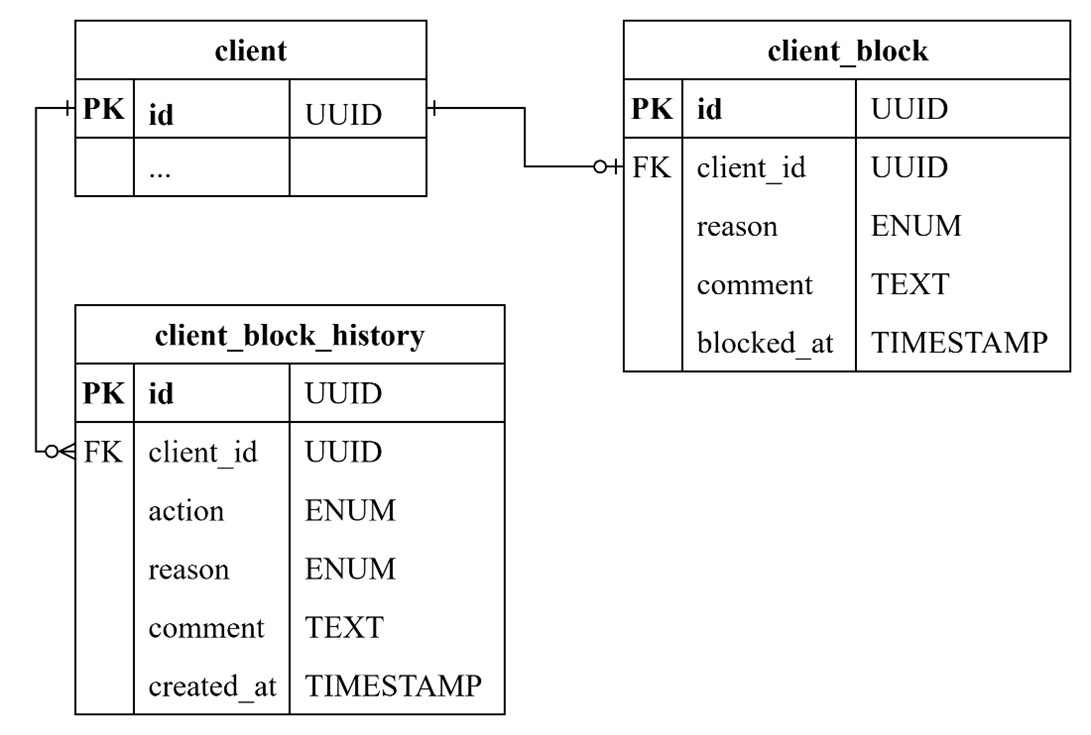 client
PK id UUID
...
client_block
PK id UUID
FK client_id UUID
reason ENUM
comment TEXT
blocked_at TIMESTAMP
client_block_history
PK id UUID
FK client_id UUID
action ENUM
reason ENUM
comment TEXT
created_at TIMESTAMP